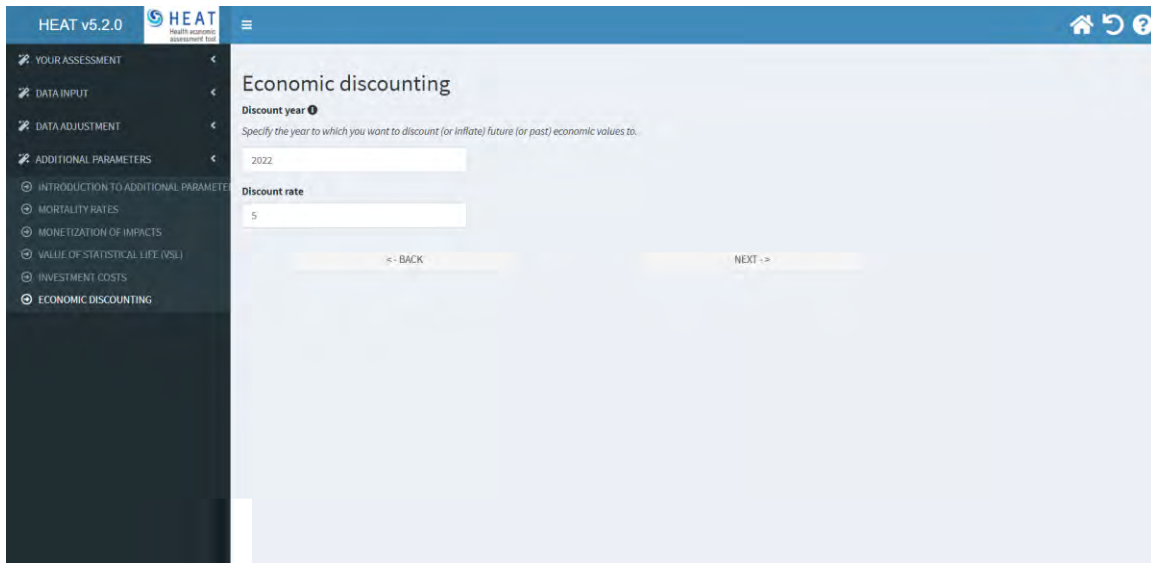 HEAT v5.2.0
HEAT
Health economic
assessment tool
YOUR ASSESSMENT
DATA INPUT
DATA ADJUSTMENT
ADDITIONAL PARAMETERS
INTRODUCTION TO ADDITIONAL PARAMETE
MORTALITY RATES
MONETIZATION OF IMPACTS
VALUE OF STATISTICAL LIFE (VSL)
INVESTMENT COSTS
ECONOMIC DISCOUNTING
Economic discounting
Discount year
Specify the year to which you want to discount (or inflate) future (or past) economic values to.
2022
Discount rate
5
<- BACK
NEXT ->